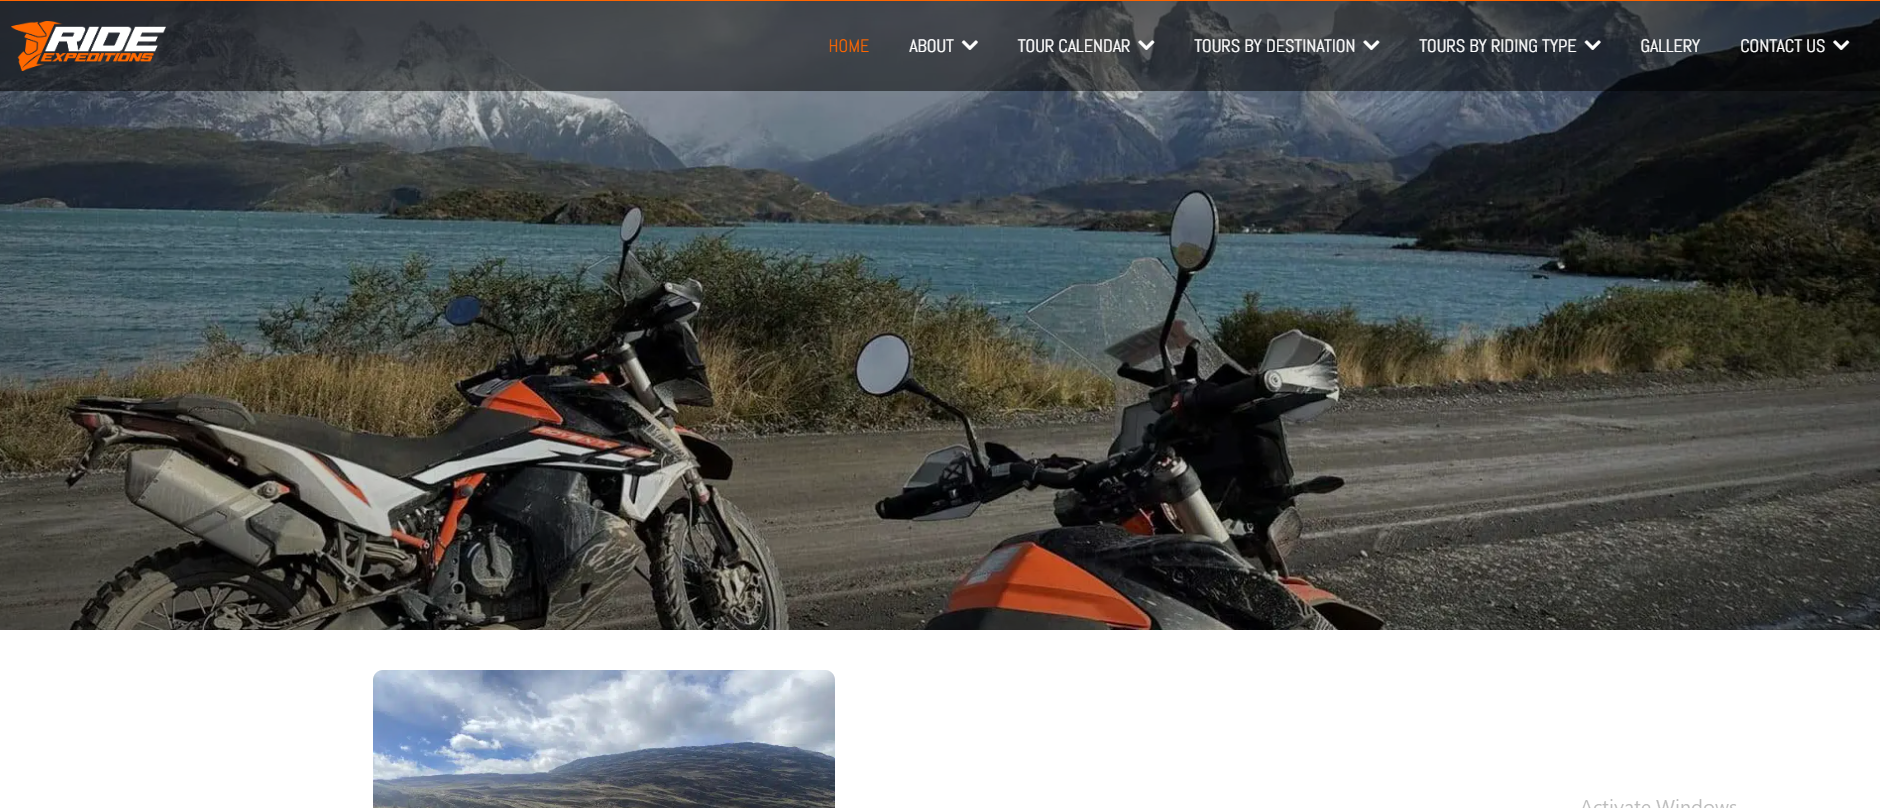 RIDE
EXPEDITIONS
HOME
ABOUT
TOUR CALENDAR
TOURS BY DESTINATION
TOURS BY RIDING TYPE
GALLERY
CONTACT US
Activate Windows